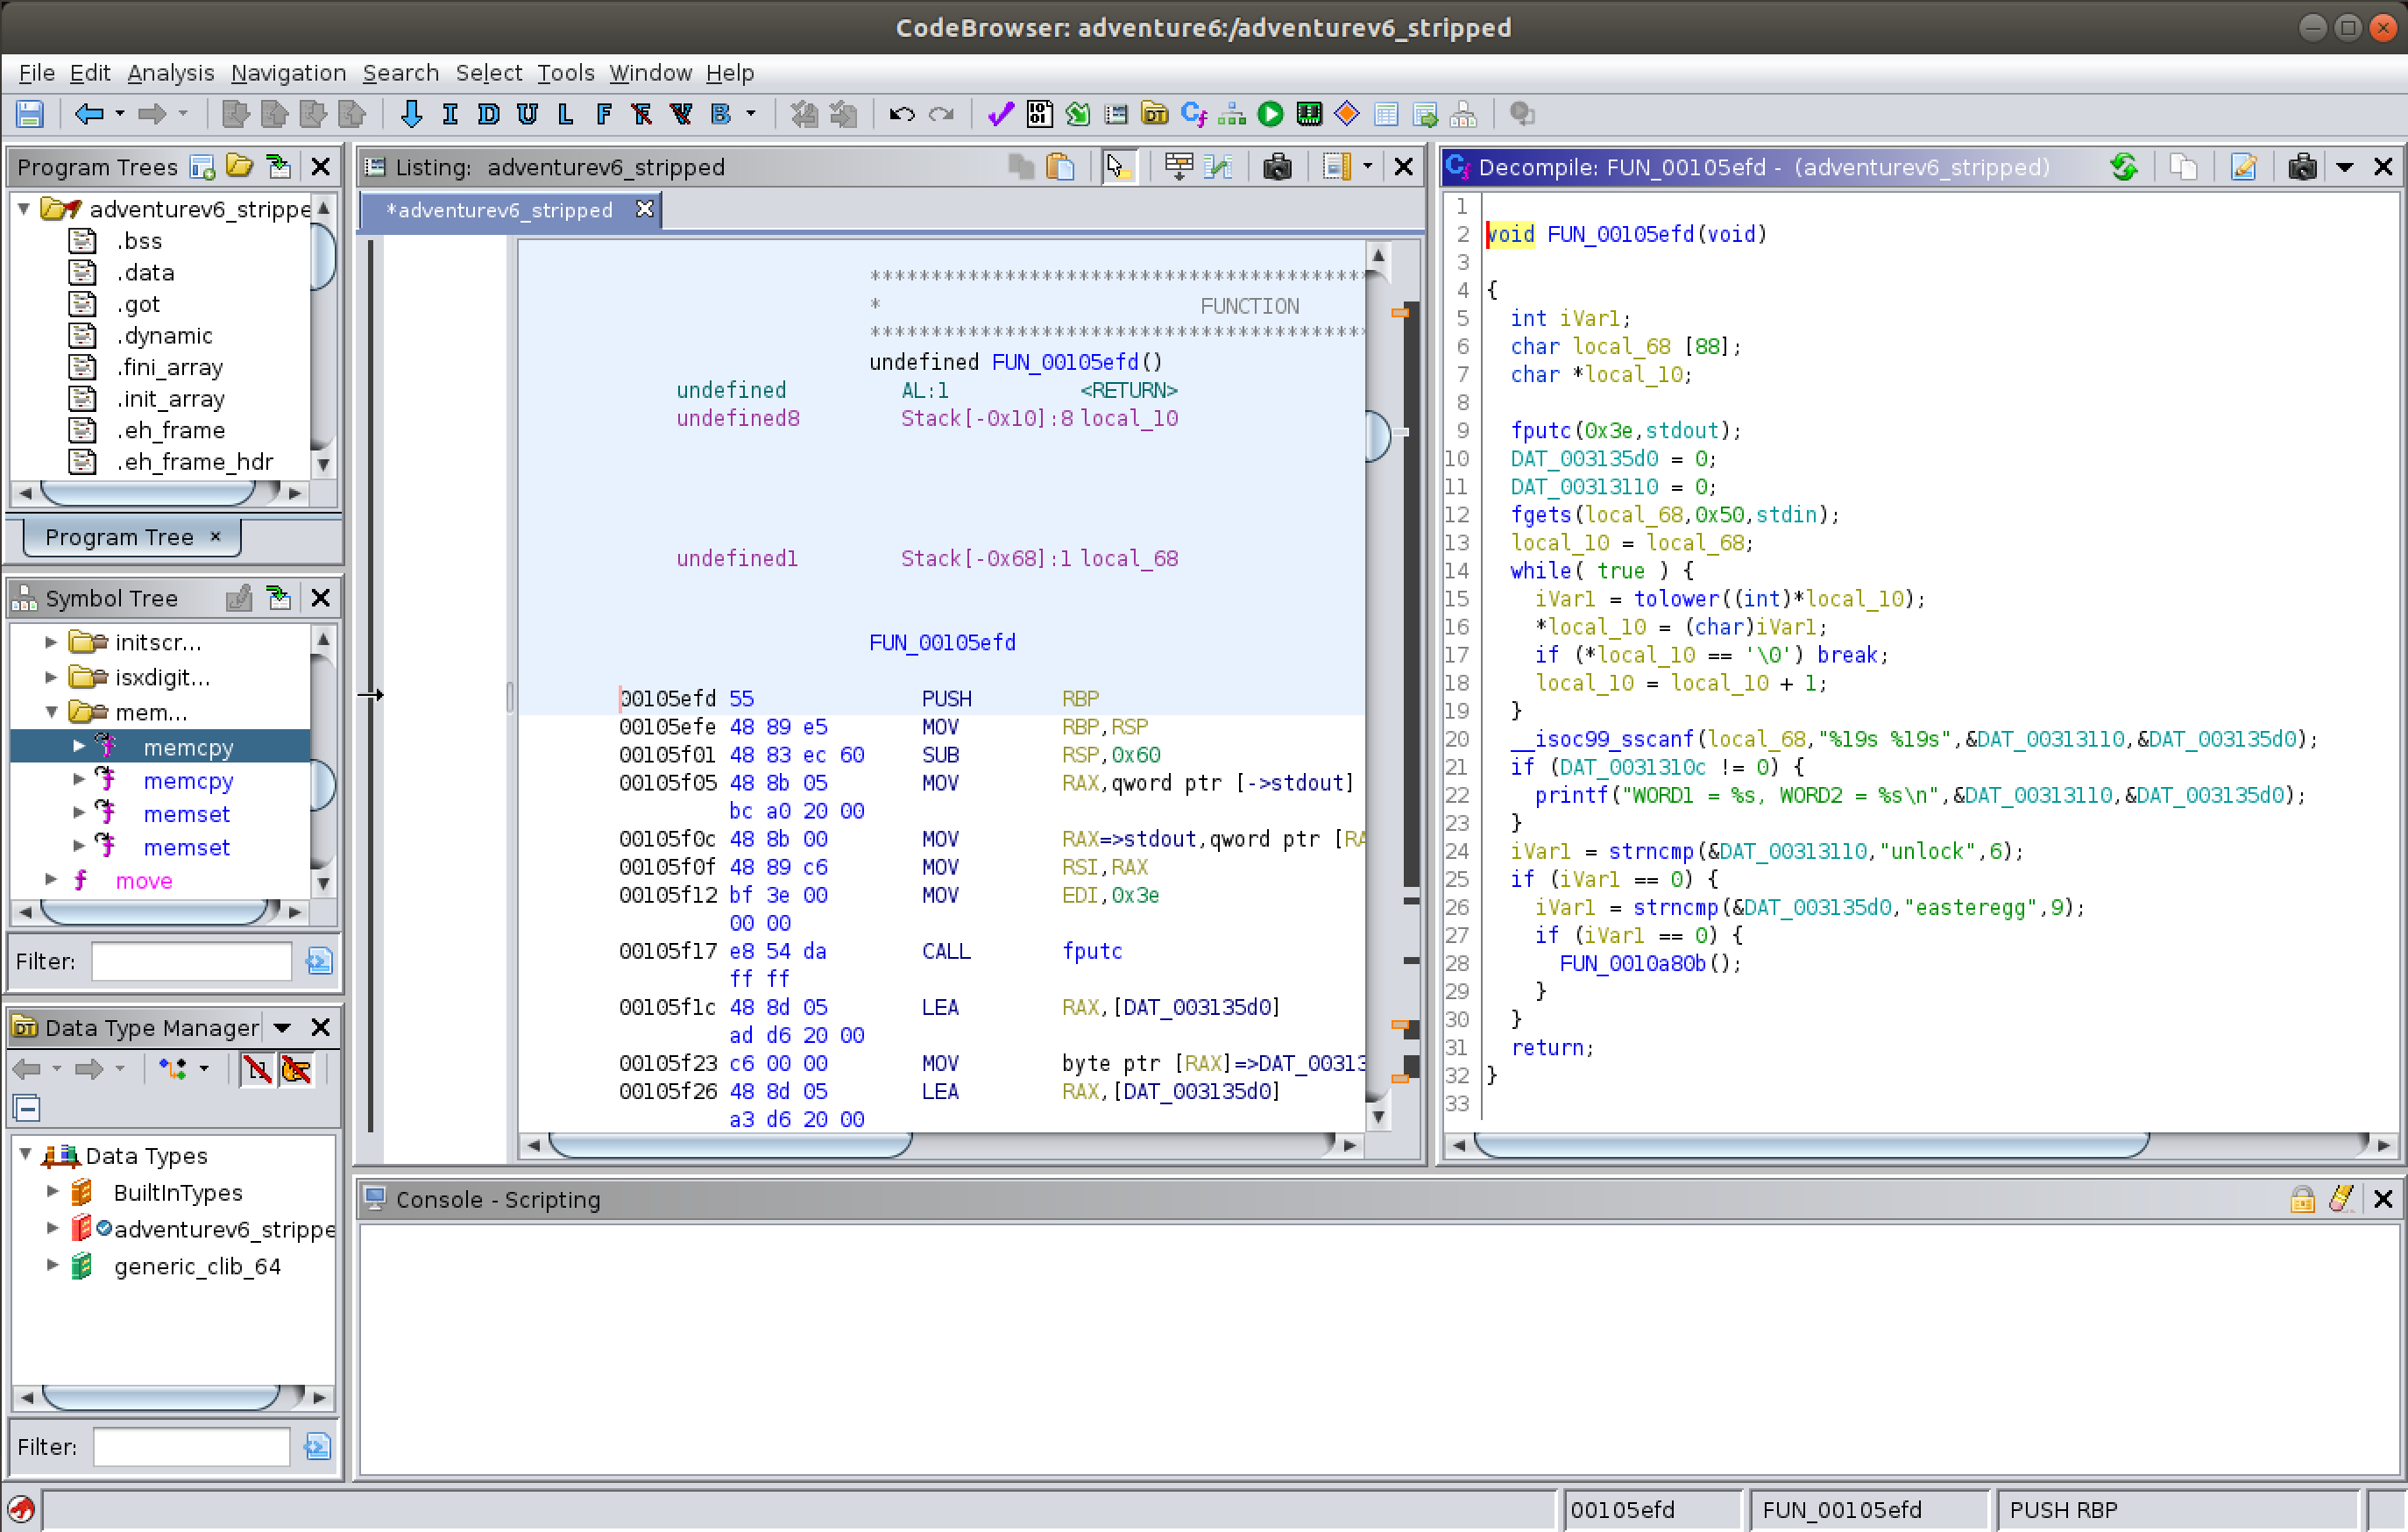 CodeBrowser: adventure6:/adventurev6_stripped
File Edit Analysis Navigation Search Select Tools Window Help
I D U L F F V B
Program Trees
adventurev6_strippe
.bss
.data
.got
.dynamic
.fini_array
.init_array
.eh_frame
.eh_frame_hdr
Program Tree ×
Symbol Tree
initscr...
isxdigit...
mem...
memcpy
memcpy
memset
memset
move
Filter:
Data Type Manager
Data Types
BuiltInTypes
adventurev6_strippe
generic_clib_64
Filter:
Listing: adventurev6_stripped
*adventurev6_stripped
* FUNCTION
undefined FUN_00105efd()
undefined AL:1 <RETURN>
undefined8 Stack[-0x10]:8 local_10
undefined1 Stack[-0x68]:1 local_68
FUN_00105efd
00105efd 55 PUSH RBP
00105efe 48 89 e5 MOV RBP,RSP
00105f01 48 83 ec 60 SUB RSP,0x60
00105f05 48 8b 05 MOV RAX,qword ptr [->stdout]
bc a0 20 00
00105f0c 48 8b 00 MOV RAX=>stdout,qword ptr [RA
00105f0f 48 89 c6 MOV RSI,RAX
00105f12 bf 3e 00 MOV EDI,0x3e
00 00
00105f17 e8 54 da CALL fputc
ff ff
00105f1c 48 8d 05 LEA RAX,[DAT_003135d0]
ad d6 20 00
00105f23 c6 00 00 MOV byte ptr [RAX]=>DAT_00313
00105f26 48 8d 05 LEA RAX,[DAT_003135d0]
a3 d6 20 00
Decompile: FUN_00105efd - (adventurev6_stripped)
1
2 void FUN_00105efd(void)
3
4 {
5 int iVar1;
6 char local_68 [88];
7 char *local_10;
8
9 fputc(0x3e,stdout);
10 DAT_003135d0 = 0;
11 DAT_00313110 = 0;
12 fgets(local_68,0x50,stdin);
13 local_10 = local_68;
14 while( true ) {
15 iVar1 = tolower((int)*local_10);
16 *local_10 = (char)iVar1;
17 if (*local_10 == '\0') break;
18 local_10 = local_10 + 1;
19 }
20 __isoc99_sscanf(local_68,"%19s %19s",&DAT_00313110,&DAT_003135d0);
21 if (DAT_0031310c != 0) {
22 printf("WORD1 = %s, WORD2 = %s\n",&DAT_00313110,&DAT_003135d0);
23 }
24 iVar1 = strncmp(&DAT_00313110,"unlock",6);
25 if (iVar1 == 0) {
26 iVar1 = strncmp(&DAT_003135d0,"easteregg",9);
27 if (iVar1 == 0) {
28 FUN_0010a80b();
29 }
30 }
31 return;
32 }
33
Console - Scripting
00105efd FUN_00105efd PUSH RBP